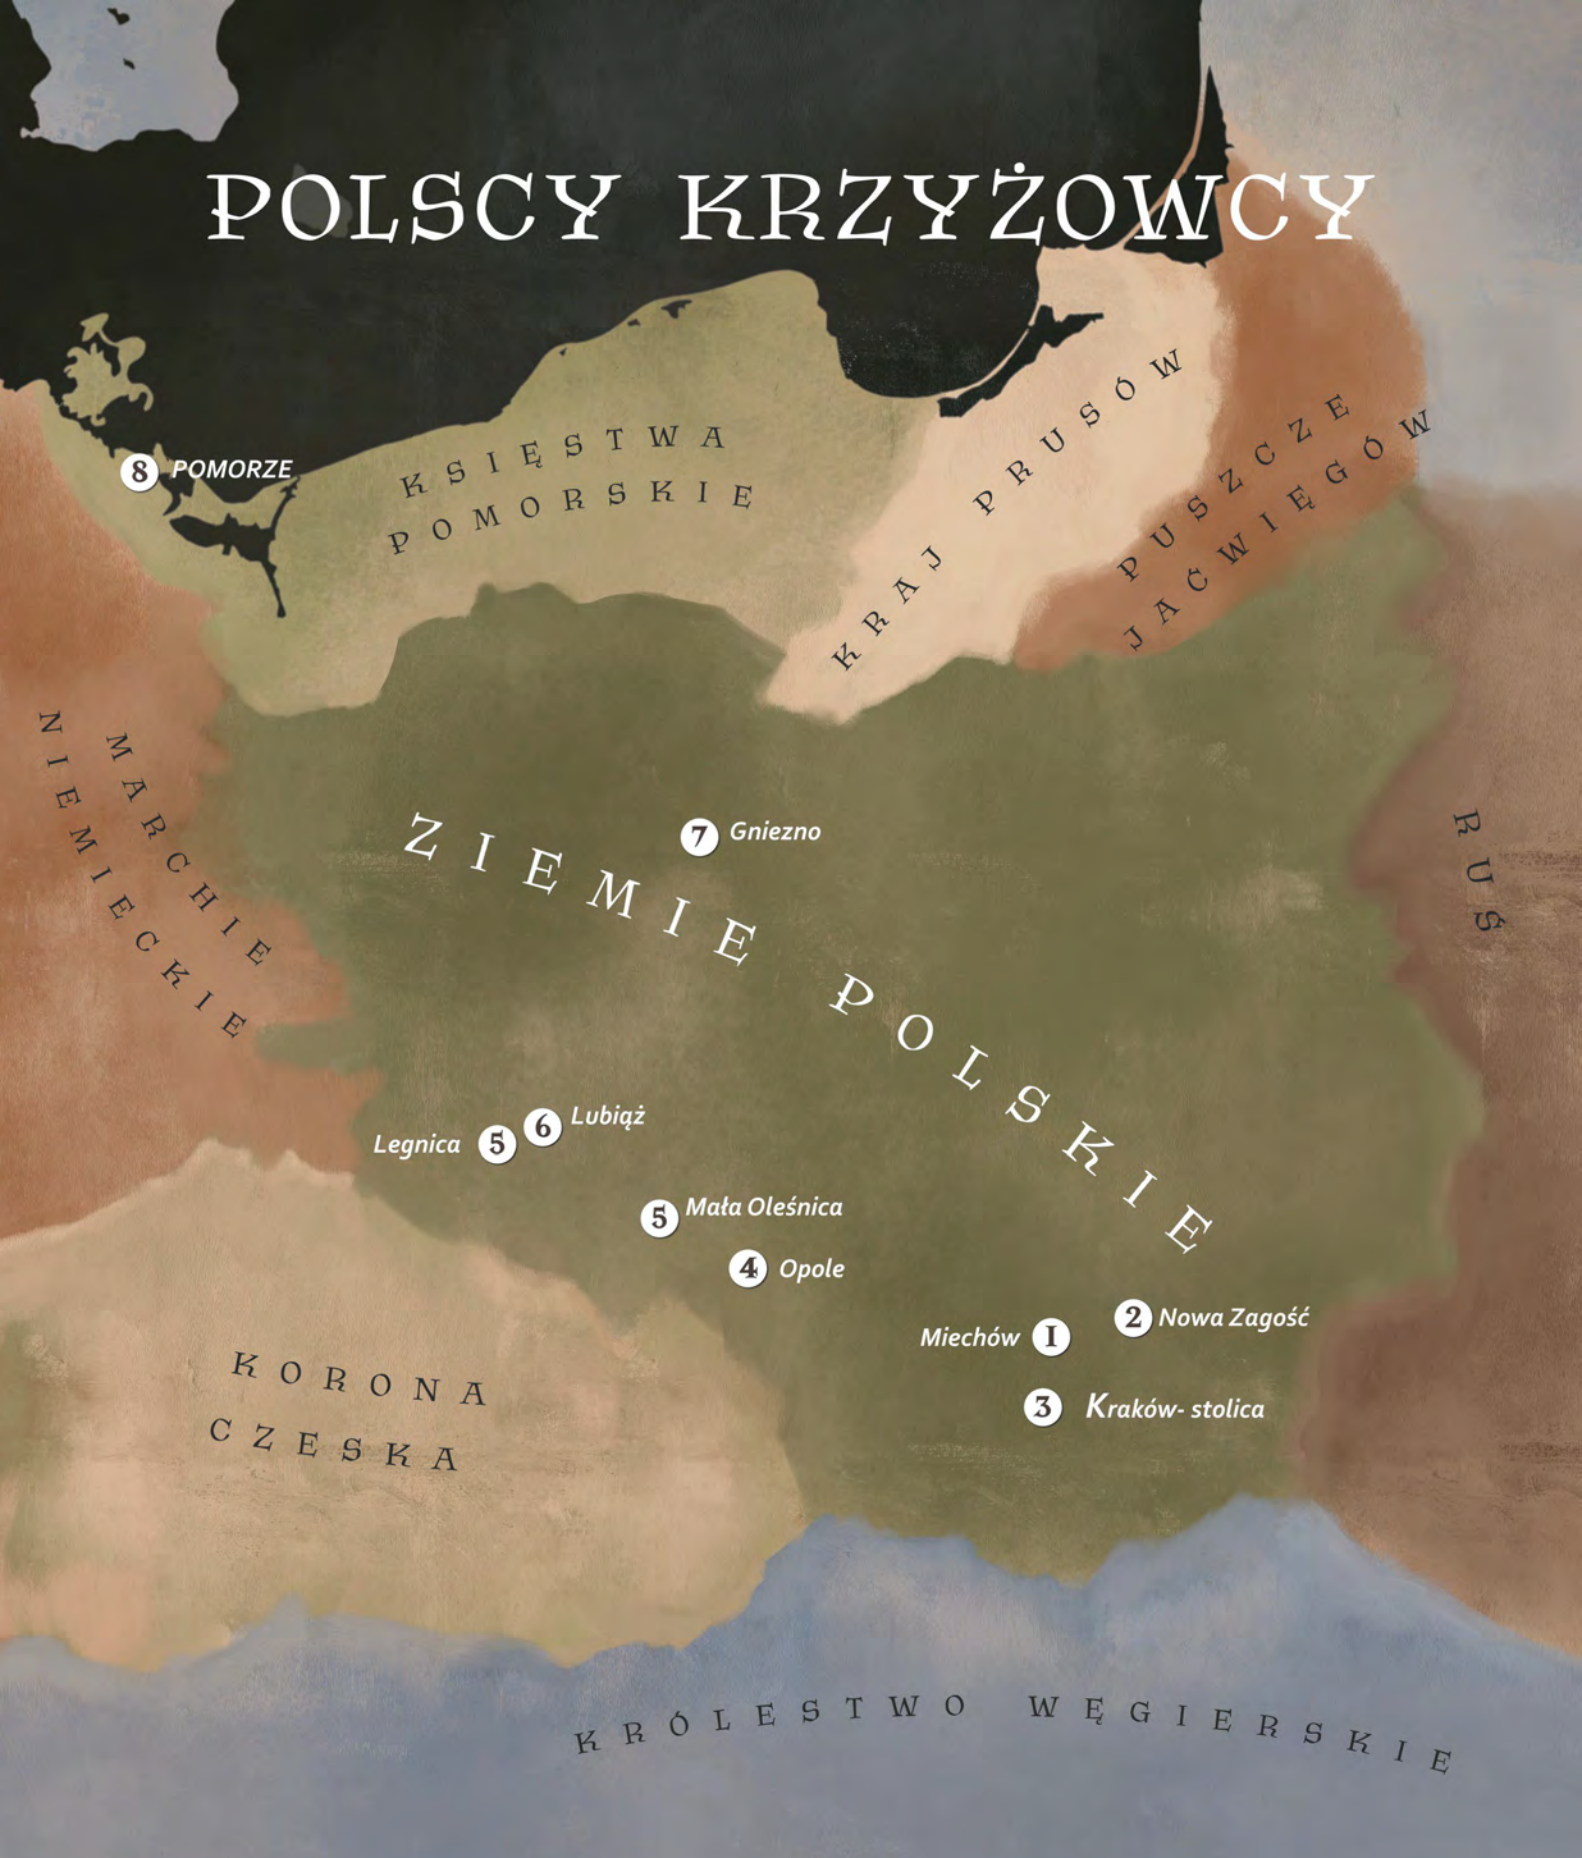 POLSCY KRZYŻOWCY
8 POMORZE
KSIĘSTWA
POMORSKIE
KRAJ PRUSÓW
PUSZCZE
JAĆWIĘGÓW
MARCHIE
NIEMIECKIE
RUŚ
7 Gniezno
ZIEMIE POLSKIE
6 Lubiąż
Legnica 5
5 Mała Oleśnica
4 Opole
2 Nowa Zagość
Miechów 1
3 Kraków- stolica
KORONA
CZESKA
KRÓLESTWO WĘGIERSKIE